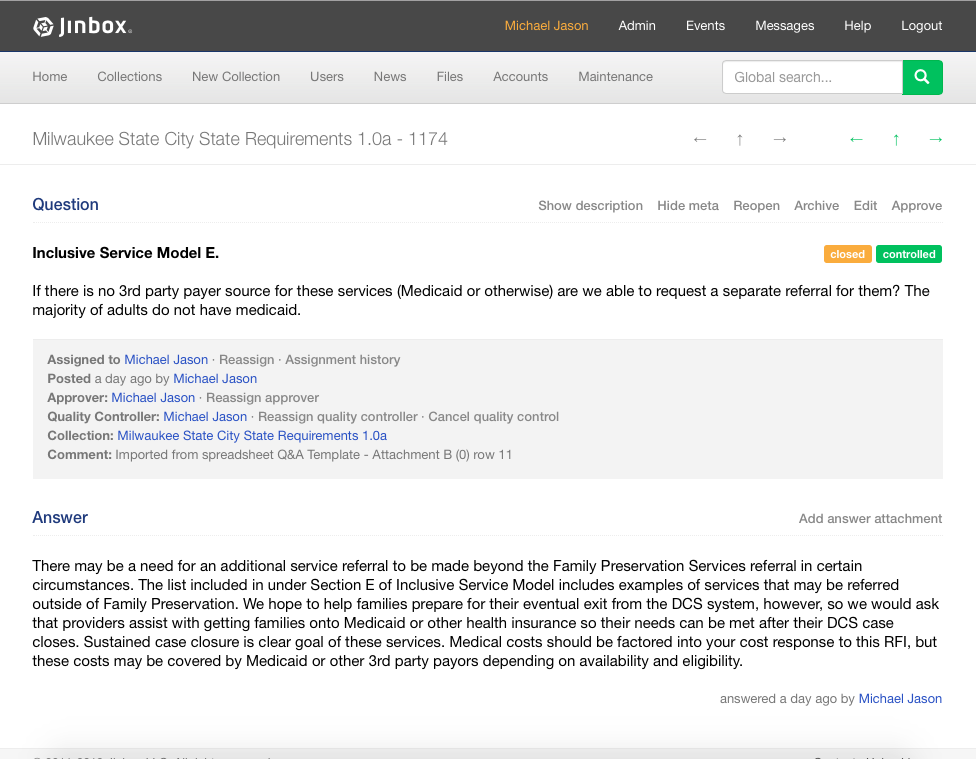 Jinbox.
Michael Jason Admin Events Messages Help Logout
Home Collections New Collection Users News Files Accounts Maintenance Global search...
Milwaukee State City State Requirements 1.0a - 1174 ← ↑ → ← ↑ →
Question Show description Hide meta Reopen Archive Edit Approve
Inclusive Service Model E. closed controlled
If there is no 3rd party payer source for these services (Medicaid or otherwise) are we able to request a separate referral for them? The
majority of adults do not have medicaid.
Assigned to Michael Jason · Reassign · Assignment history
Posted a day ago by Michael Jason
Approver: Michael Jason · Reassign approver
Quality Controller: Michael Jason · Reassign quality controller · Cancel quality control
Collection: Milwaukee State City State Requirements 1.0a
Comment: Imported from spreadsheet Q&A Template - Attachment B (0) row 11
Answer Add answer attachment
There may be a need for an additional service referral to be made beyond the Family Preservation Services referral in certain
circumstances. The list included in under Section E of Inclusive Service Model includes examples of services that may be referred
outside of Family Preservation. We hope to help families prepare for their eventual exit from the DCS system, however, so we would ask
that providers assist with getting families onto Medicaid or other health insurance so their needs can be met after their DCS case
closes. Sustained case closure is clear goal of these services. Medical costs should be factored into your cost response to this RFI, but
these costs may be covered by Medicaid or other 3rd party payors depending on availability and eligibility.
answered a day ago by Michael Jason